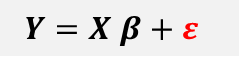 Y = X β + ε